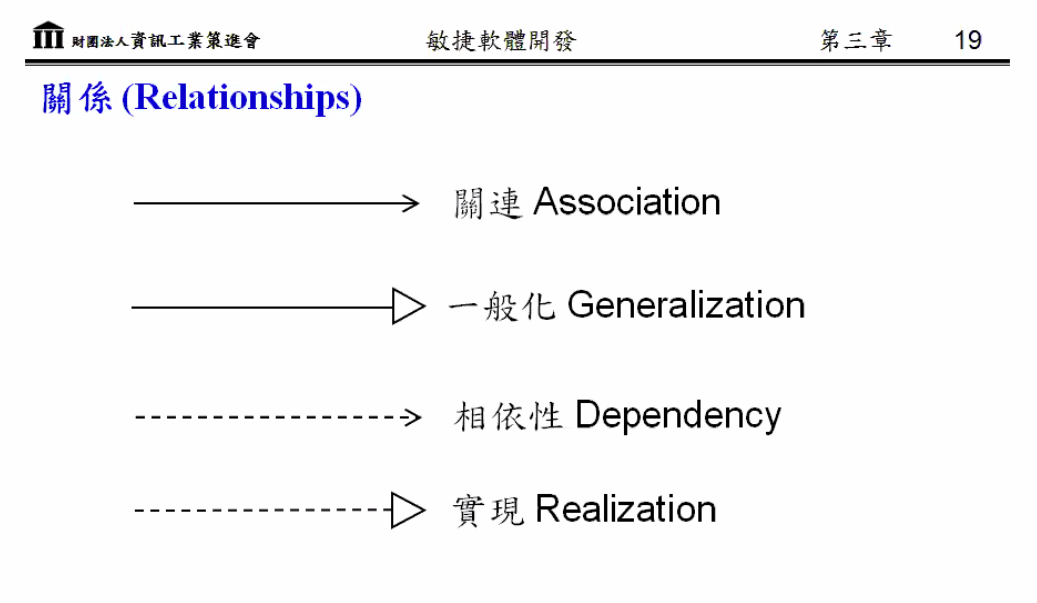 財團法人資訊工業策進會 敏捷軟體開發 第三章 19
關係 (Relationships)
關連 Association
一般化 Generalization
相依性 Dependency
實現 Realization